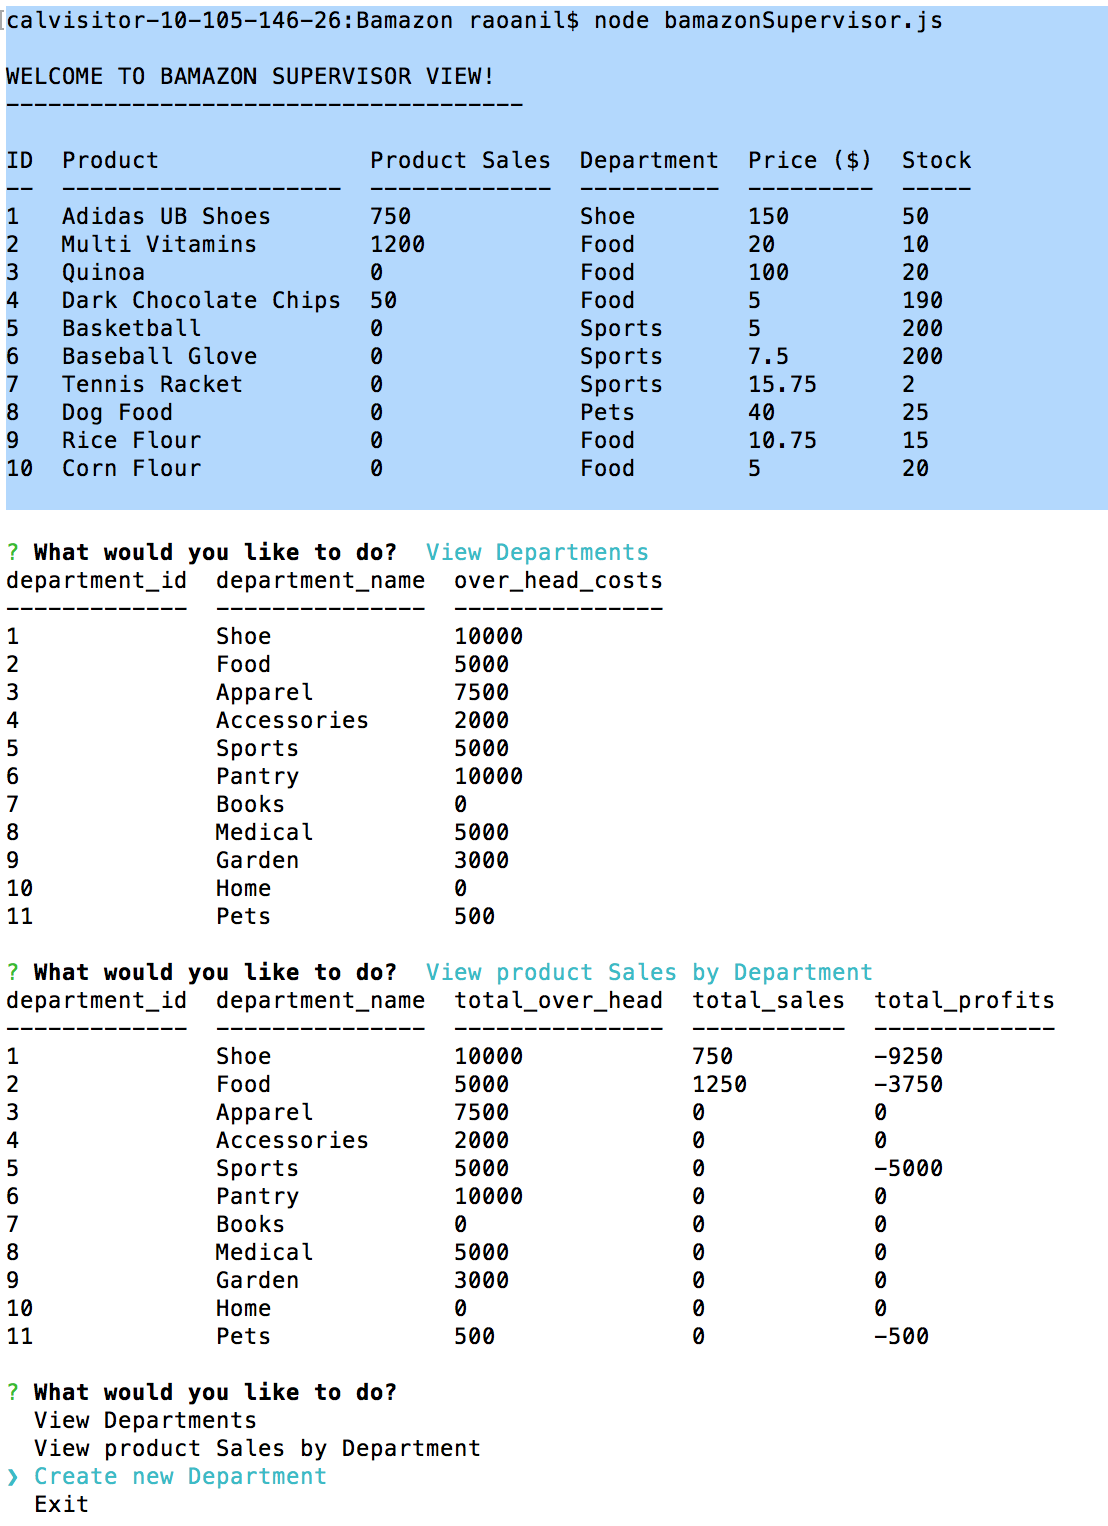 calvisitor-10-105-146-26:Bamazon raoanil$ node bamazonSupervisor.js
WELCOME TO BAMAZON SUPERVISOR VIEW!
-------------------------------------
ID  Product               Product Sales  Department  Price ($)  Stock
--  --------------------  -------------  ----------  ---------  -----
1   Adidas UB Shoes       750            Shoe        150        50
2   Multi Vitamins        1200           Food        20         10
3   Quinoa                0              Food        100        20
4   Dark Chocolate Chips  50             Food        5          190
5   Basketball            0              Sports      5          200
6   Baseball Glove        0              Sports      7.5        200
7   Tennis Racket         0              Sports      15.75      2
8   Dog Food              0              Pets        40         25
9   Rice Flour            0              Food        10.75      15
10  Corn Flour            0              Food        5          20
? What would you like to do?  View Departments
department_id  department_name  over_head_costs
-------------  ---------------  ---------------
1              Shoe             10000
2              Food             5000
3              Apparel          7500
4              Accessories      2000
5              Sports           5000
6              Pantry           10000
7              Books            0
8              Medical          5000
9              Garden           3000
10             Home             0
11             Pets             500
? What would you like to do?  View product Sales by Department
department_id  department_name  total_over_head  total_sales  total_profits
-------------  ---------------  ---------------  -----------  -------------
1              Shoe             10000            750          -9250
2              Food             5000             1250         -3750
3              Apparel          7500             0            0
4              Accessories      2000             0            0
5              Sports           5000             0            -5000
6              Pantry           10000            0            0
7              Books            0                0            0
8              Medical          5000             0            0
9              Garden           3000             0            0
10             Home             0                0            0
11             Pets             500              0            -500
? What would you like to do?
  View Departments
  View product Sales by Department
❯ Create new Department
  Exit